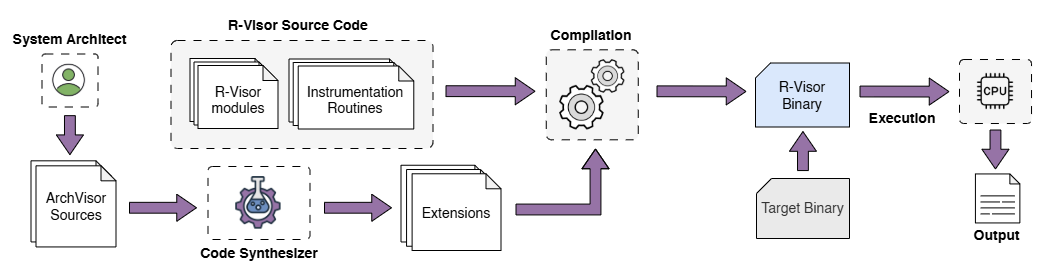 System Architect
R-Visor Source Code
R-Visor
modules
Instrumentation
Routines
Compilation
R-Visor
Binary
Execution
CPU
ArchVisor
Sources
Code Synthesizer
Extensions
Target Binary
Output